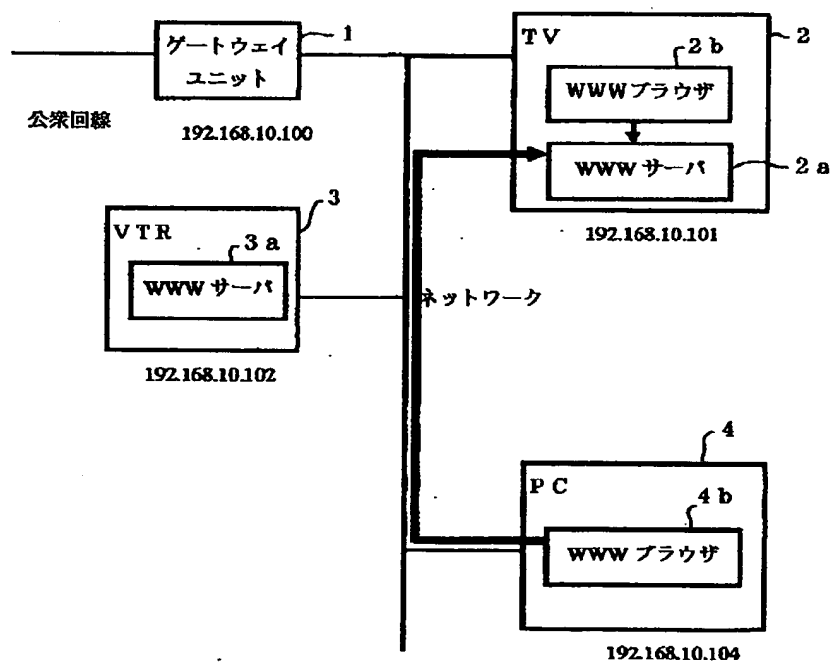 ゲートウェイ
ユニット
1
公衆回線
192.168.10.100
TV
2
2b
WWWブラウザ
WWWサーバ
2a
192.168.10.101
VTR
3
3a
WWWサーバ
192.168.10.102
ネットワーク
PC
4
4b
WWWブラウザ
192.168.10.104